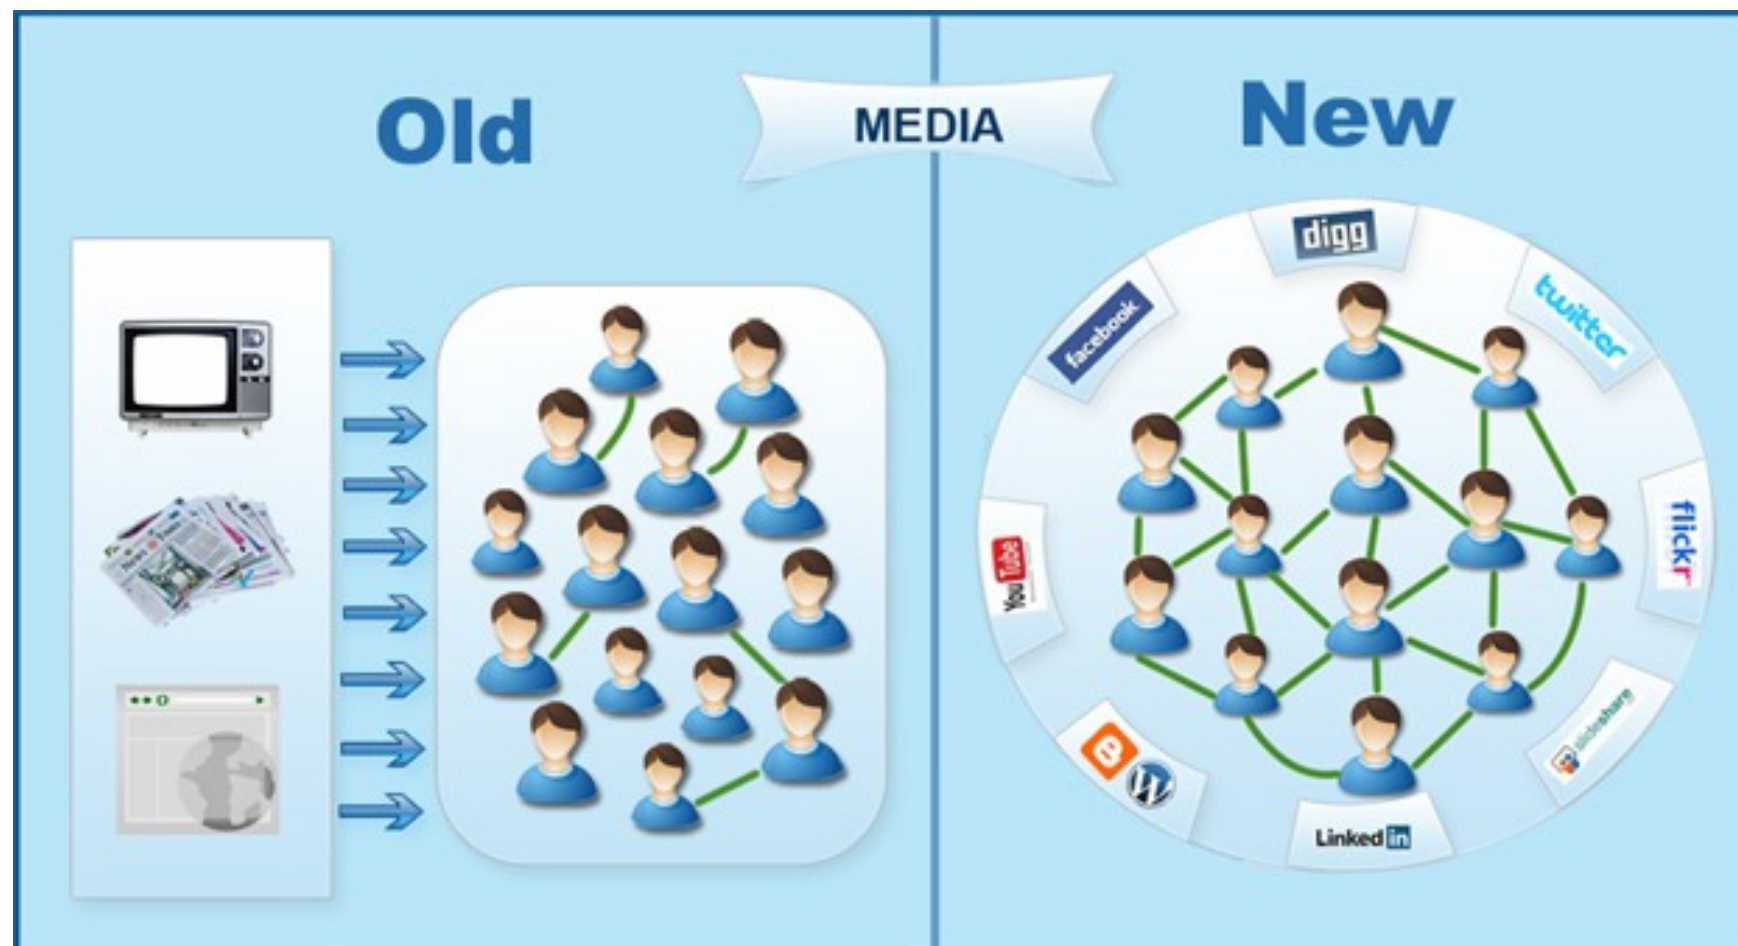 Old
MEDIA
New
digg
facebook
twitter
YouTube
flickr
slideshare
LinkedIn